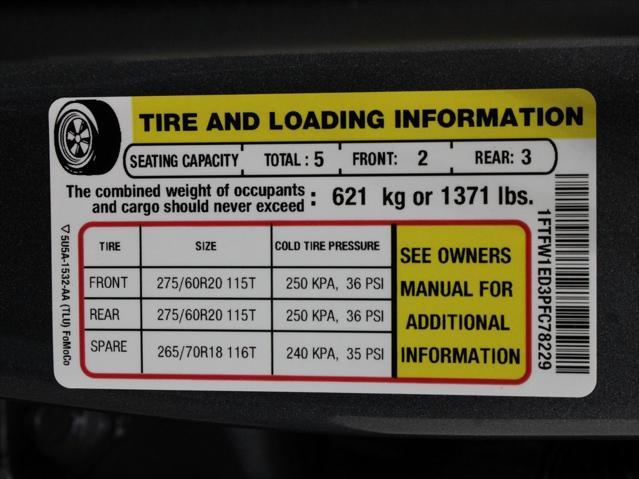 TIRE AND LOADING INFORMATION
SEATING CAPACITY TOTAL : 5 FRONT: 2 REAR: 3
The combined weight of occupants
and cargo should never exceed : 621 kg or 1371 lbs.
TIRE SIZE COLD TIRE PRESSURE
FRONT 275/60R20 115T 250 KPA, 36 PSI
REAR 275/60R20 115T 250 KPA, 36 PSI
SPARE 265/70R18 116T 240 KPA, 35 PSI
SEE OWNERS
MANUAL FOR
ADDITIONAL
INFORMATION
5U5A-1532-AA (TLU) FoMoCo
1FTFW1ED3PFC78229